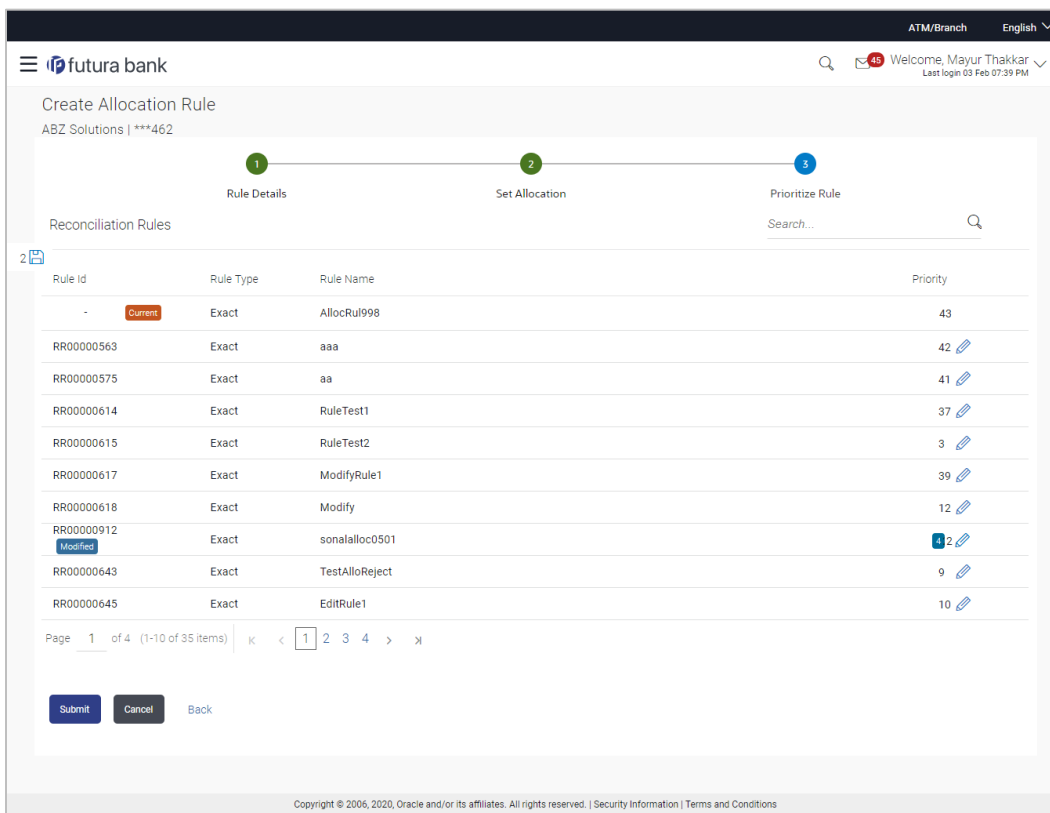 ATM/Branch English
futura bank
45 Welcome, Mayur Thakkar
Last login 03 Feb 07:39 PM
Create Allocation Rule
ABZ Solutions | ***462
1 2 3
Rule Details Set Allocation Prioritize Rule
Reconciliation Rules Search...
2
Rule Id Rule Type Rule Name Priority
- Current Exact AllocRul998 43
RR00000563 Exact aaa 42
RR00000575 Exact aa 41
RR00000614 Exact RuleTest1 37
RR00000615 Exact RuleTest2 3
RR00000617 Exact ModifyRule1 39
RR00000618 Exact Modify 12
RR00000912
Modified Exact sonalalloc0501 4 2
RR00000643 Exact TestAlloReject 9
RR00000645 Exact EditRule1 10
Page 1 of 4 (1-10 of 35 items) K < 1 2 3 4 > ꓘ
Submit Cancel Back
Copyright © 2006, 2020, Oracle and/or its affiliates. All rights reserved. | Security Information | Terms and Conditions